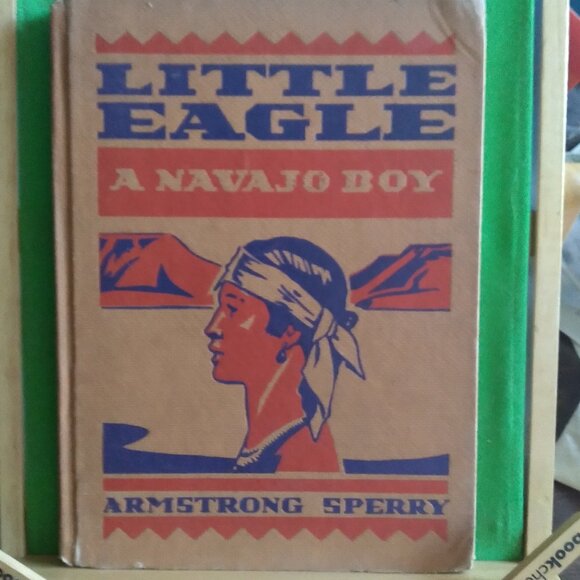 LITTLE
EAGLE
A NAVAJO BOY
ARMSTRONG SPERRY